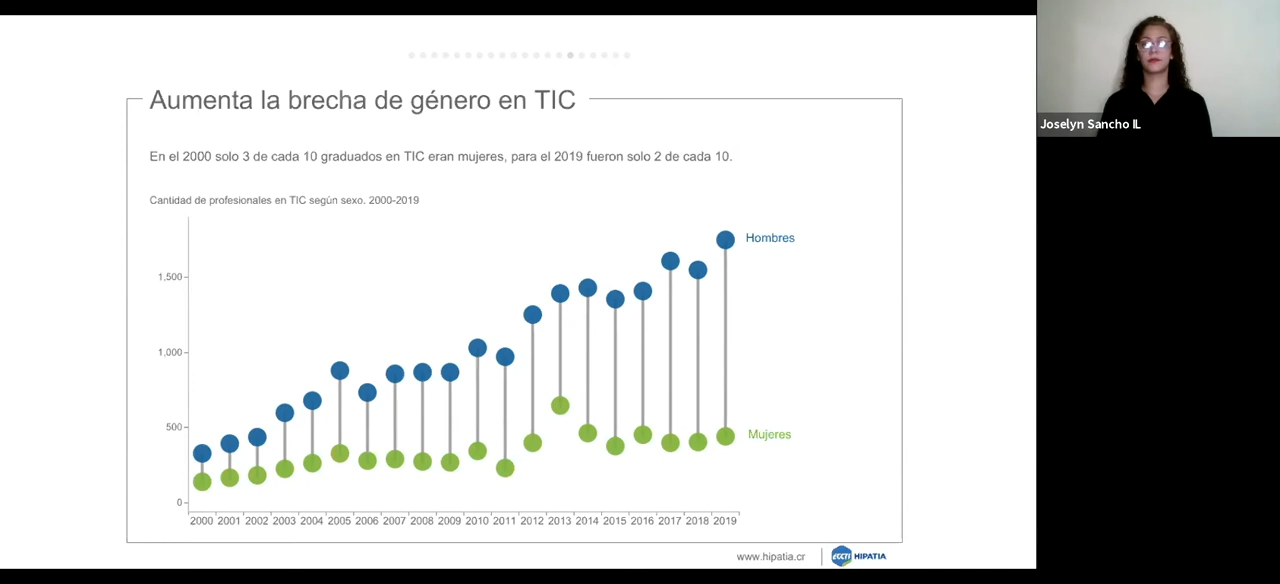 Aumenta la brecha de género en TIC
En el 2000 solo 3 de cada 10 graduados en TIC eran mujeres, para el 2019 fueron solo 2 de cada 10.
Cantidad de profesionales en TIC según sexo. 2000-2019
Hombres
1,500
1,000
500
Mujeres
0
2000 2001 2002 2003 2004 2005 2006 2007 2008 2009 2010 2011 2012 2013 2014 2015 2016 2017 2018 2019
www.hipatia.cr
ECCTI HIPATIA
Joselyn Sancho IL